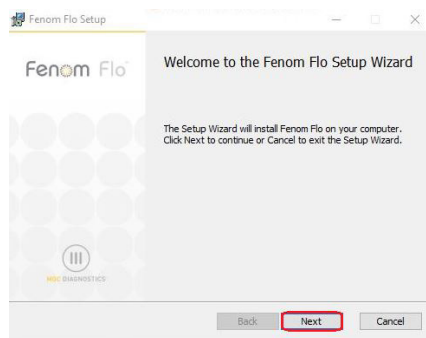 Fenom Flo Setup
Fenom Flo
Welcome to the Fenom Flo Setup Wizard
The Setup Wizard will install Fenom Flo on your computer.
Click Next to continue or Cancel to exit the Setup Wizard.
MGC DIAGNOSTICS
Back Next Cancel